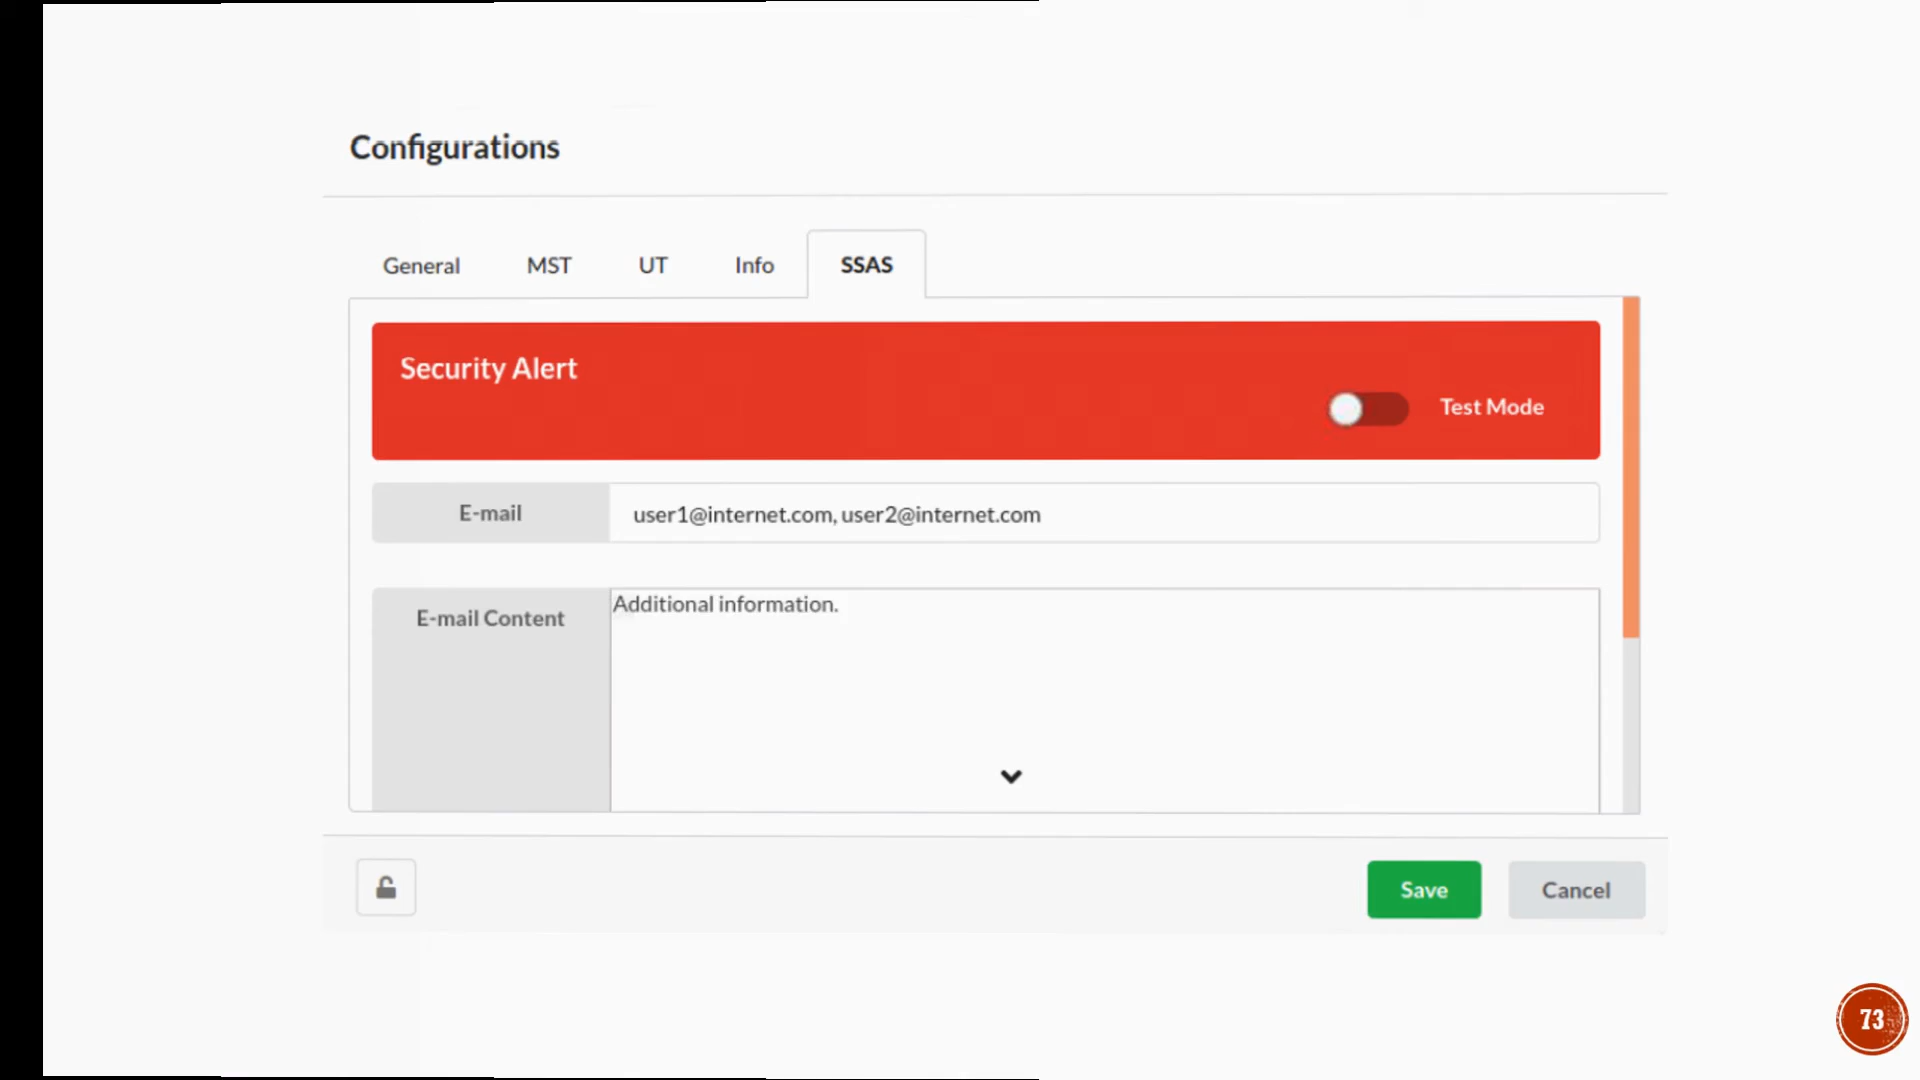 Configurations
General MST UT Info SSAS
Security Alert
Test Mode
E-mail user1@internet.com, user2@internet.com
E-mail Content Additional information.
Save Cancel
73